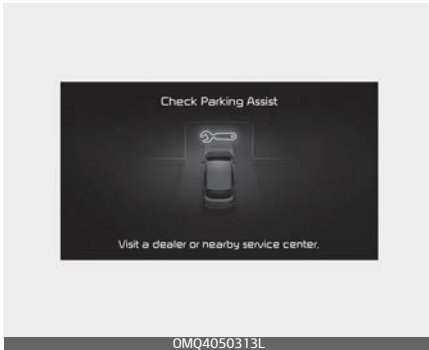 Check Parking Assist
Visit a dealer or nearby service center.
OMQ4050313L